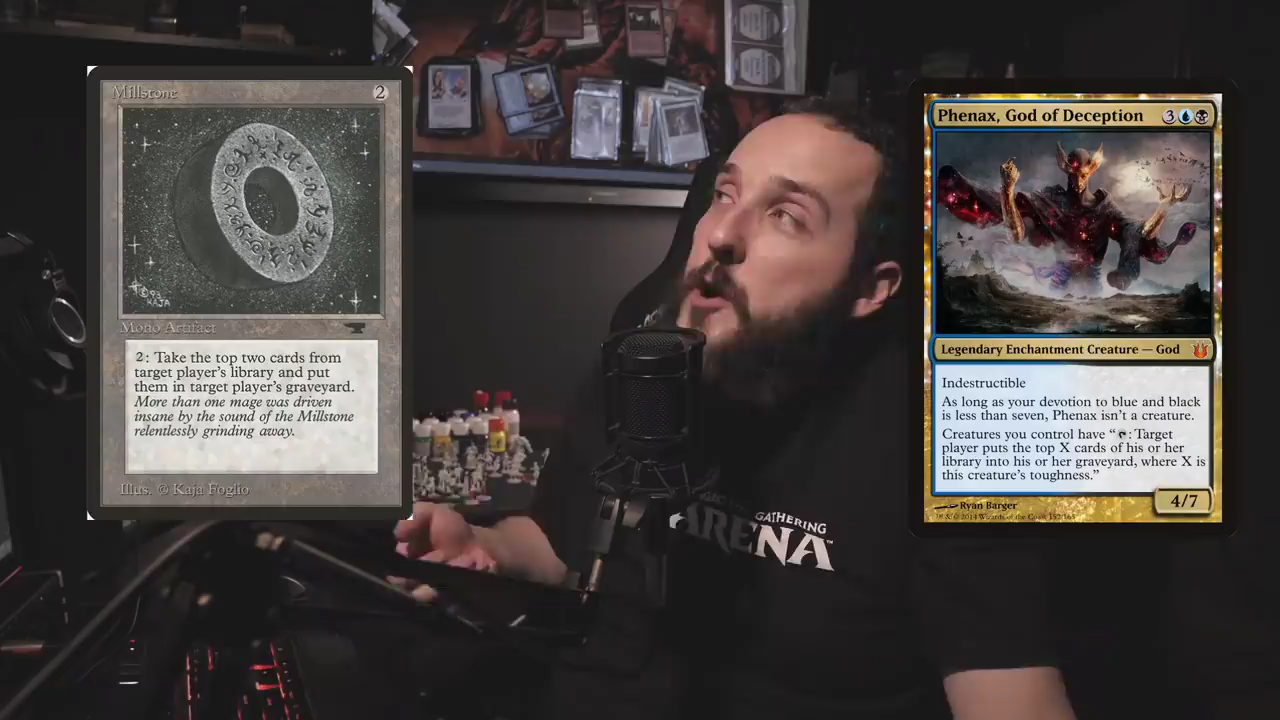 Millstone 2
©93
KAJA
Mono Artifact
2: Take the top two cards from
target player's library and put
them in target player's graveyard.
More than one mage was driven
insane by the sound of the Millstone
relentlessly grinding away.
Illus. © Kaja Foglio
GATHERING
ARENA™
Phenax, God of Deception 3
Legendary Enchantment Creature — God
Indestructible
As long as your devotion to blue and black
is less than seven, Phenax isn't a creature.
Creatures you control have “: Target
player puts the top X cards of his or her
library into his or her graveyard, where X is
this creature's toughness.”
4/7
Ryan Barger